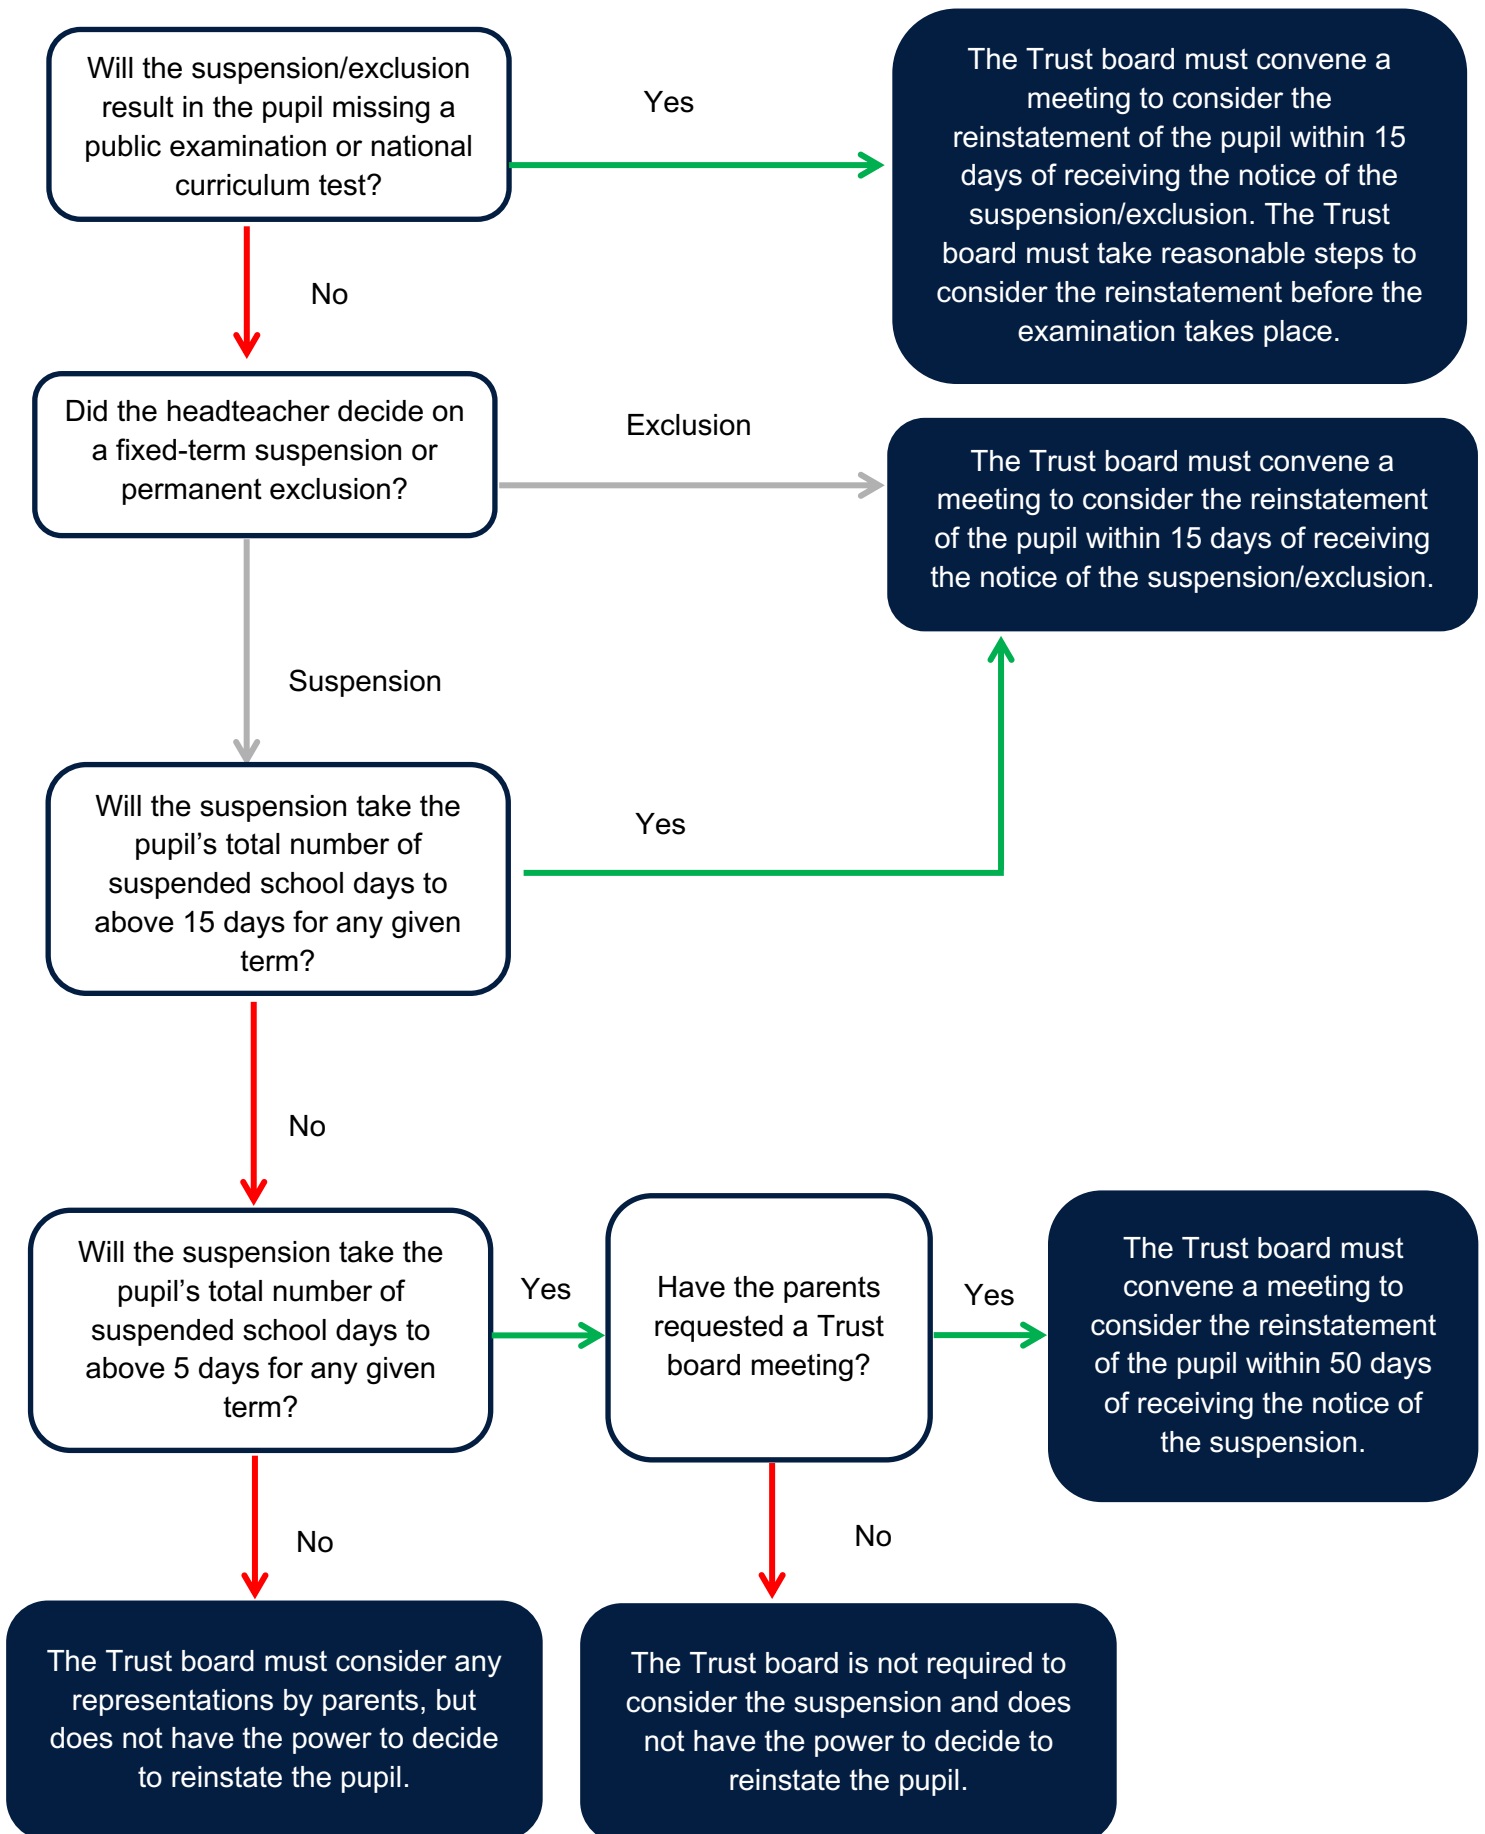 Will the suspension/exclusion
result in the pupil missing a
public examination or national
curriculum test?
Yes
The Trust board must convene a
meeting to consider the
reinstatement of the pupil within 15
days of receiving the notice of the
suspension/exclusion. The Trust
board must take reasonable steps to
consider the reinstatement before the
examination takes place.
No
Did the headteacher decide on
a fixed-term suspension or
permanent exclusion?
Exclusion
The Trust board must convene a
meeting to consider the reinstatement
of the pupil within 15 days of receiving
the notice of the suspension/exclusion.
Suspension
Will the suspension take the
pupil’s total number of
suspended school days to
above 15 days for any given
term?
Yes
No
Will the suspension take the
pupil’s total number of
suspended school days to
above 5 days for any given
term?
Yes
Have the parents
requested a Trust
board meeting?
Yes
The Trust board must
convene a meeting to
consider the reinstatement
of the pupil within 50 days
of receiving the notice of
the suspension.
No
No
The Trust board must consider any
representations by parents, but
does not have the power to decide
to reinstate the pupil.
The Trust board is not required to
consider the suspension and does
not have the power to decide to
reinstate the pupil.